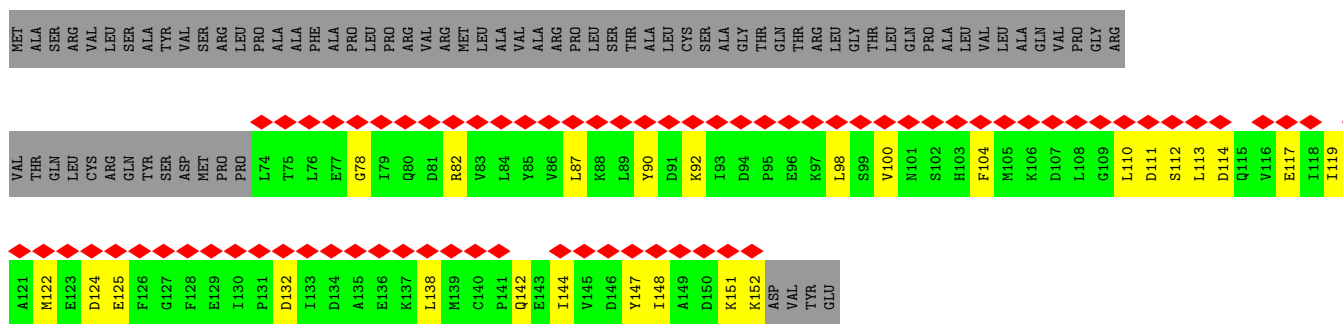 MET ALA SER ARG VAL LEU SER ALA TYR VAL SER ARG LEU PRO ALA ALA PHE ALA PRO LEU PRO ARG VAL ARG MET LEU ALA VAL ALA ARG PRO LEU SER THR ALA LEU CYS SER ALA GLY THR GLN THR ARG LEU GLY THR LEU GLN PRO ALA LEU VAL LEU ALA GLN VAL PRO GLY ARG
VAL THR GLN LEU CYS ARG GLN TYR SER ASP MET PRO PRO L74 T75 L76 E77 G78 I79 Q80 D81 R82 V83 L84 Y85 V86 L87 K88 L89 Y90 D91 K92 I93 D94 P95 E96 K97 L98 S99 V100 N101 S102 H103 F104 M105 K106 D107 L108 G109 L110 D111 S112 L113 D114 Q115 V116 E117 I118 I119
A121 M122 E123 D124 E125 F126 G127 F128 E129 I130 P131 D132 I133 D134 A135 E136 K137 L138 M139 C140 P141 Q142 E143 I144 V145 D146 Y147 I148 A149 D150 K151 K152 ASP VAL TYR GLU